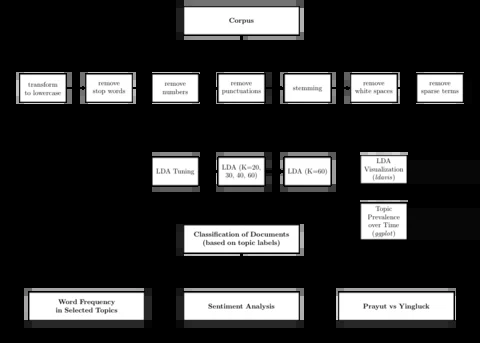 Corpus
transform
to lowercase
remove
stop words
remove
numbers
remove
punctuations
stemming
remove
white spaces
remove
sparse terms
LDA Tuning
LDA (K=20,
30, 40, 60)
LDA (K=60)
LDA
Visualization
(ldavis)
Topic
Prevalence
over Time
(ggplot)
Classification of Documents
(based on topic labels)
Word Frequency
in Selected Topics
Sentiment Analysis
Prayut vs Yingluck